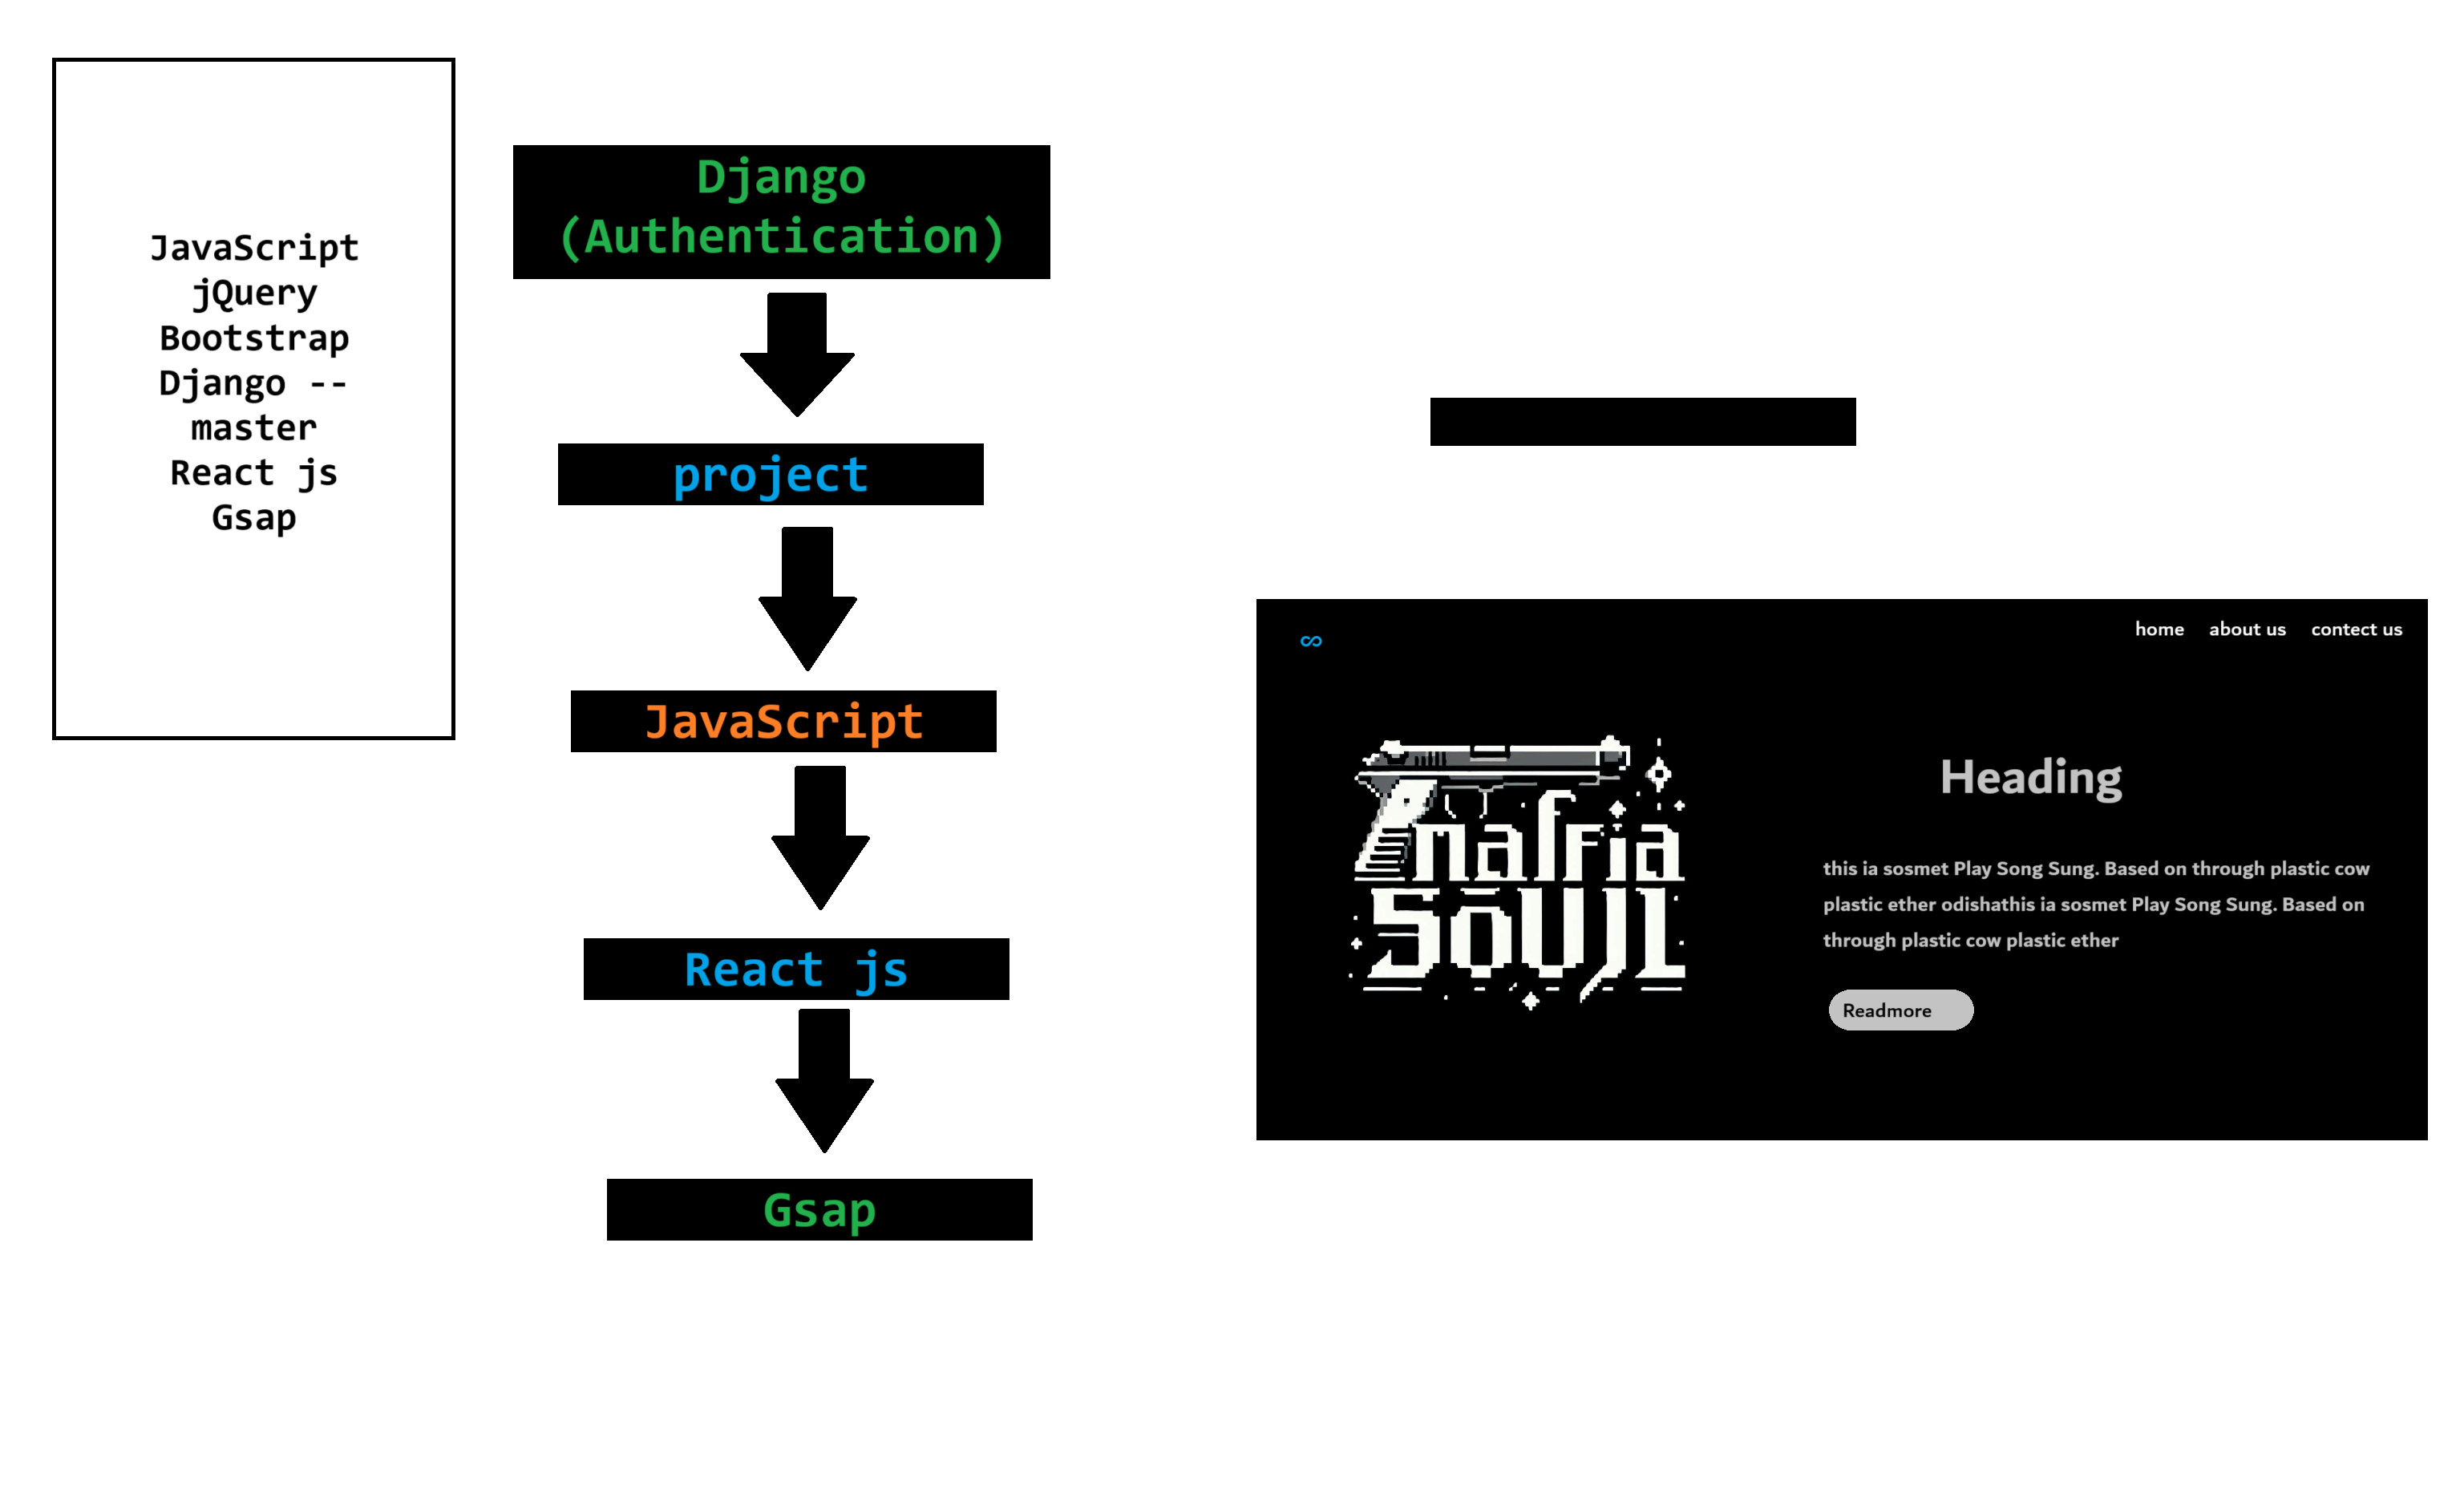 JavaScript
jQuery
Bootstrap
Django --
master
React js
Gsap
Django
(Authentication)
project
JavaScript
React js
Gsap
∞
home about us contect us
mafria
SOUL
Heading
this ia sosmet Play Song Sung. Based on through plastic cow
plastic ether odishathis ia sosmet Play Song Sung. Based on
through plastic cow plastic ether
Readmore